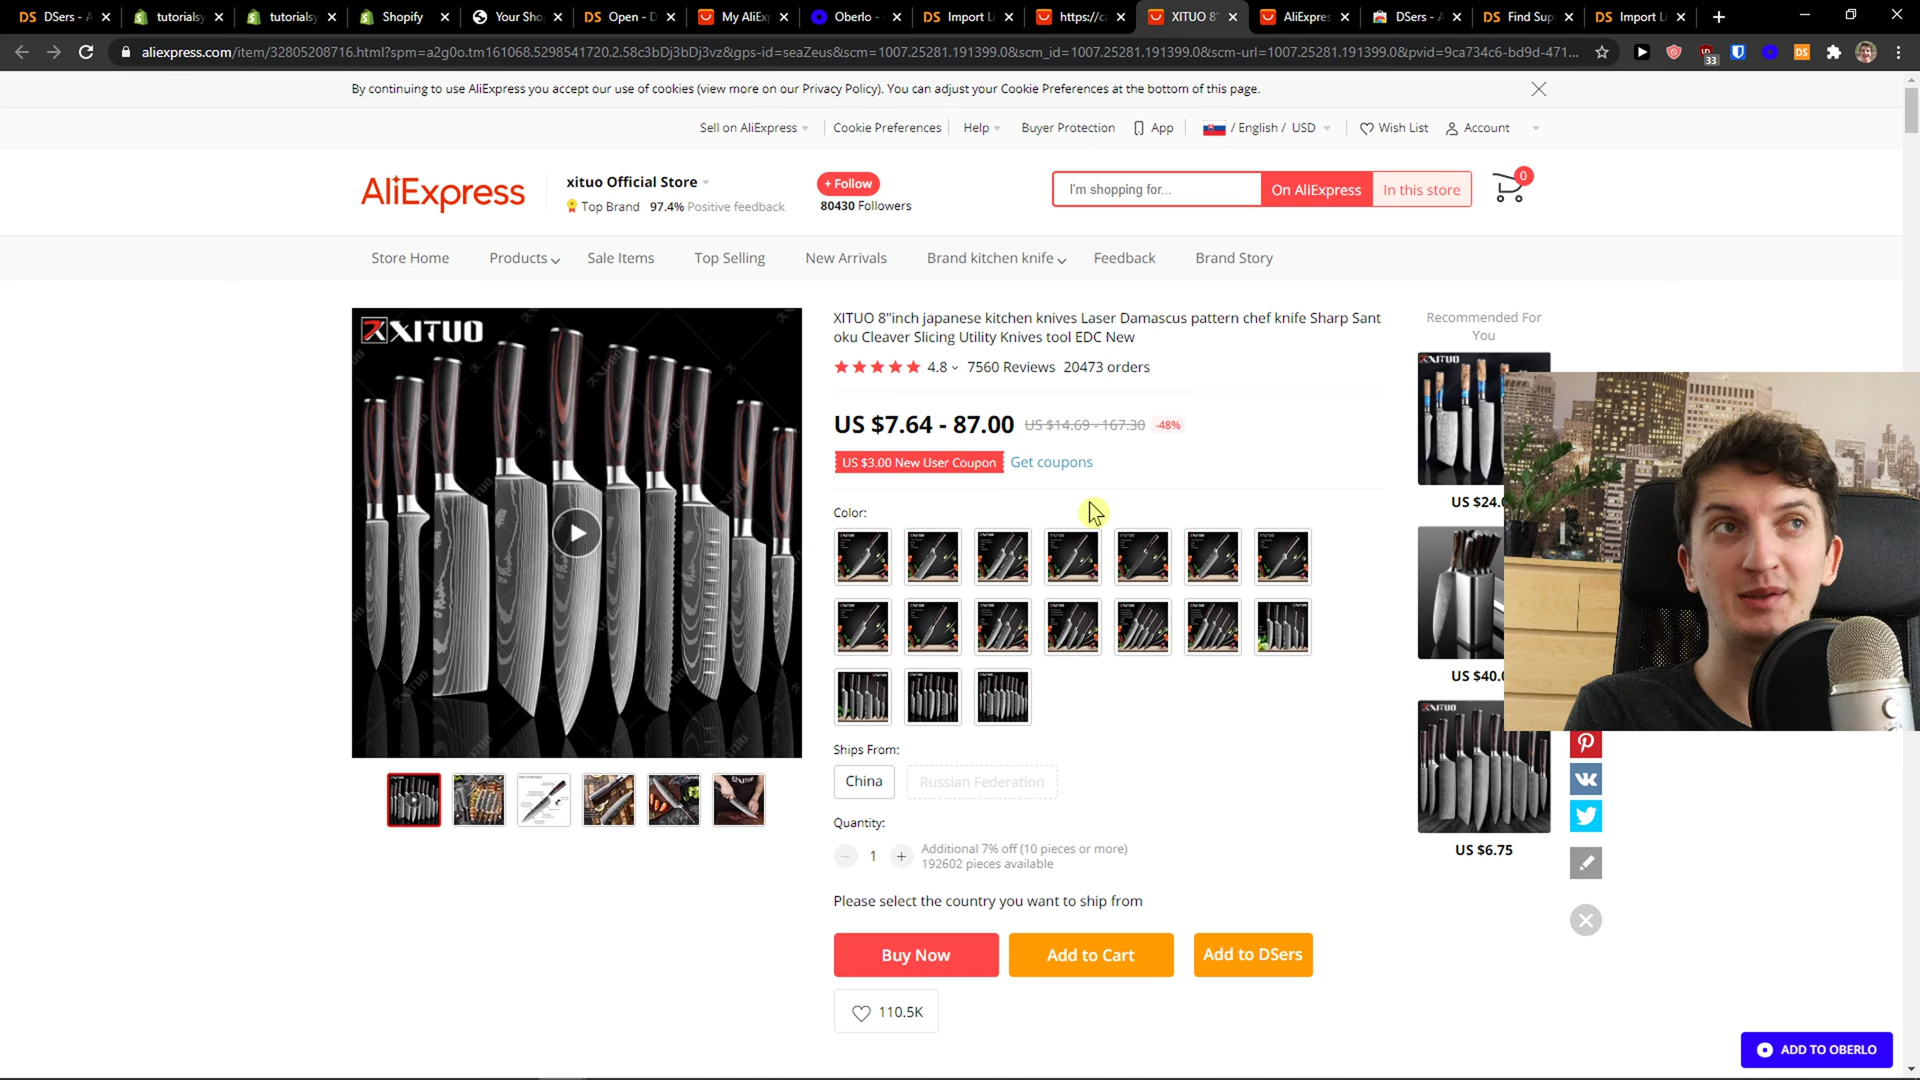 DSers - A
tutorialsy
tutorialsy
Shopify
Your Sho
Open - D
My AliEx
Oberlo -
Import Li
https://c
XITUO 8"
AliExpres
DSers - A
Find Sup
Import Li
aliexpress.com/item/32805208716.html?spm=a2g0o.tm161068.5298541720.2.58c3bDj3bDj3vz&gps-id=seaZeus&scm=1007.25281.191399.0&scm_id=1007.25281.191399.0&scm-url=1007.25281.191399.0&pvid=9ca734c6-bd9d-471...
33
DS
By continuing to use AliExpress you accept our use of cookies (view more on our Privacy Policy). You can adjust your Cookie Preferences at the bottom of this page.
Sell on AliExpress
Cookie Preferences
Help
Buyer Protection
App
/ English / USD
Wish List
Account
AliExpress
xituo Official Store
Top Brand 97.4% Positive feedback
+ Follow
80430 Followers
I'm shopping for...
On AliExpress
In this store
0
Store Home
Products
Sale Items
Top Selling
New Arrivals
Brand kitchen knife
Feedback
Brand Story
XITUO
XITUO 8"inch japanese kitchen knives Laser Damascus pattern chef knife Sharp Sant
oku Cleaver Slicing Utility Knives tool EDC New
4.8 7560 Reviews 20473 orders
US $7.64 - 87.00 US $14.69 - 167.30 -48%
US $3.00 New User Coupon Get coupons
Color:
Ships From:
China
Russian Federation
Quantity:
1
Additional 7% off (10 pieces or more)
192602 pieces available
Please select the country you want to ship from
Buy Now
Add to Cart
Add to DSers
110.5K
Recommended For
You
XITUO
US $24.
US $40.
XITUO
US $6.75
ADD TO OBERLO